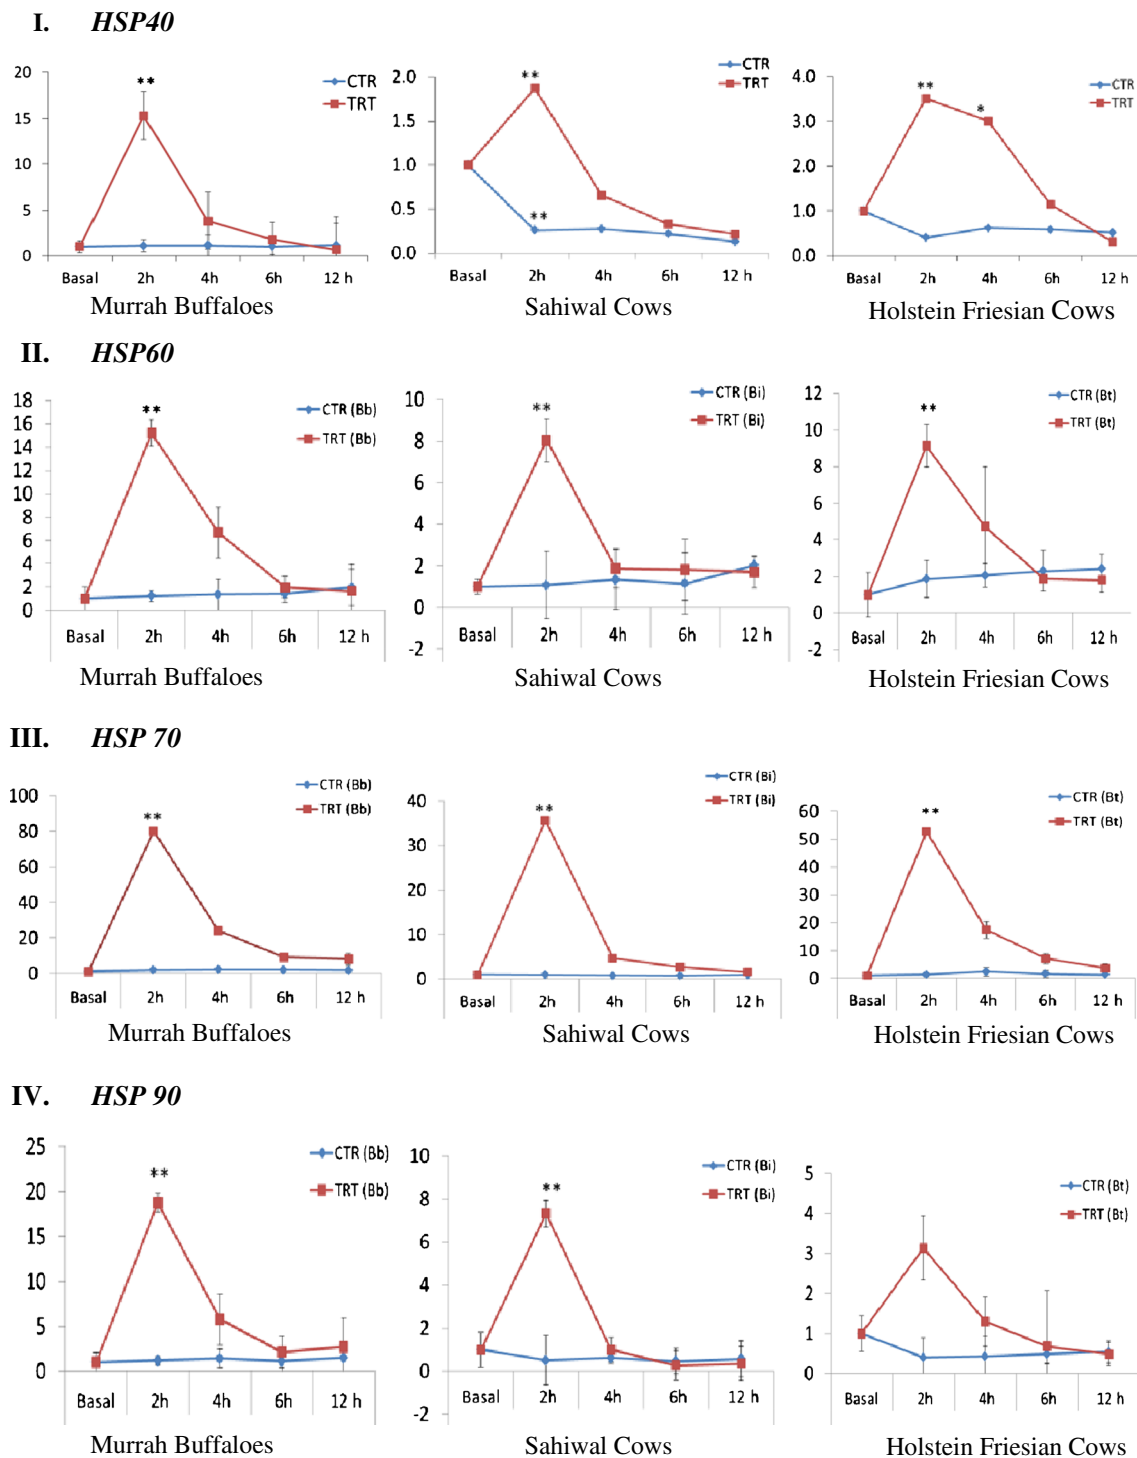 I. HSP40
20
15
10
5
0
**
CTR
TRT
Basal 2h 4h 6h 12 h
Murrah Buffaloes
2.0
1.5
1.0
0.5
0.0
**
**
CTR
TRT
Basal 2h 4h 6h 12 h
Sahiwal Cows
4.0
3.0
2.0
1.0
0.0
**
*
CTR
TRT
Basal 2h 4h 6h 12 h
Holstein Friesian Cows
II. HSP60
18
16
14
12
10
8
6
4
2
0
**
CTR (Bb)
TRT (Bb)
Basal 2h 4h 6h 12 h
Murrah Buffaloes
10
8
6
4
2
0
-2
**
CTR (Bi)
TRT (Bi)
Basal 2h 4h 6h 12 h
Sahiwal Cows
12
10
8
6
4
2
0
-2
**
CTR (Bt)
TRT (Bt)
Basal 2h 4h 6h 12 h
Holstein Friesian Cows
III. HSP 70
100
80
60
40
20
0
**
CTR (Bb)
TRT (Bb)
Basal 2h 4h 6h 12 h
Murrah Buffaloes
40
30
20
10
0
**
CTR (Bi)
TRT (Bi)
Basal 2h 4h 6h 12 h
Sahiwal Cows
60
50
40
30
20
10
0
**
CTR (Bt)
TRT (Bt)
Basal 2h 4h 6h 12 h
Holstein Friesian Cows
IV. HSP 90
25
20
15
10
5
0
**
CTR (Bb)
TRT (Bb)
Basal 2h 4h 6h 12 h
Murrah Buffaloes
10
8
6
4
2
0
-2
**
CTR (Bi)
TRT (Bi)
Basal 2h 4h 6h 12 h
Sahiwal Cows
5
4
3
2
1
0
CTR (Bt)
TRT (Bt)
Basal 2h 4h 6h 12 h
Holstein Friesian Cows